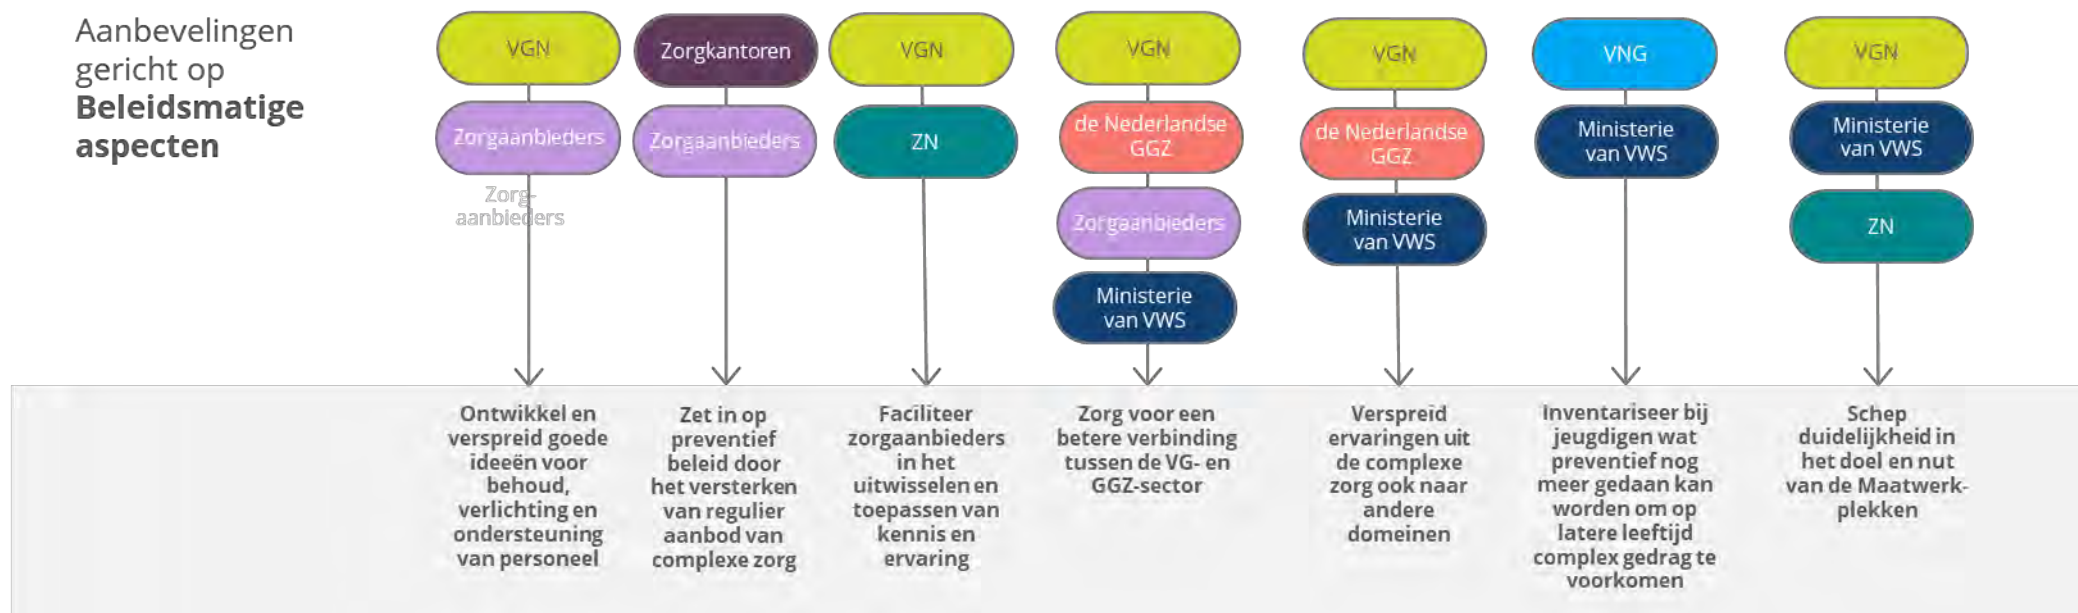 Aanbevelingen
gericht op
Beleidsmatige
aspecten
VGN
Zorgaanbieders
Zorg-
aanbieders
Ontwikkel en
verspreid goede
ideeën voor
behoud,
verlichting en
ondersteuning
van personeel
Zorgkantoren
Zorgaanbieders
Zet in op
preventief
beleid door
het versterken
van regulier
aanbod van
complexe zorg
VGN
ZN
Faciliteer
zorgaanbieders
in het
uitwisselen en
toepassen van
kennis en
ervaring
VGN
de Nederlandse
GGZ
Zorgaanbieders
Ministerie
van VWS
Zorg voor een
betere verbinding
tussen de VG- en
GGZ-sector
VGN
de Nederlandse
GGZ
Ministerie
van VWS
Verspreid
ervaringen uit
de complexe
zorg ook naar
andere
domeinen
VNG
Ministerie
van VWS
Inventariseer bij
jeugdigen wat
preventief nog
meer gedaan kan
worden om op
latere leeftijd
complex gedrag te
voorkomen
VGN
Ministerie
van VWS
ZN
Schep
duidelijkheid in
het doel en nut
van de Maatwerk-
plekken